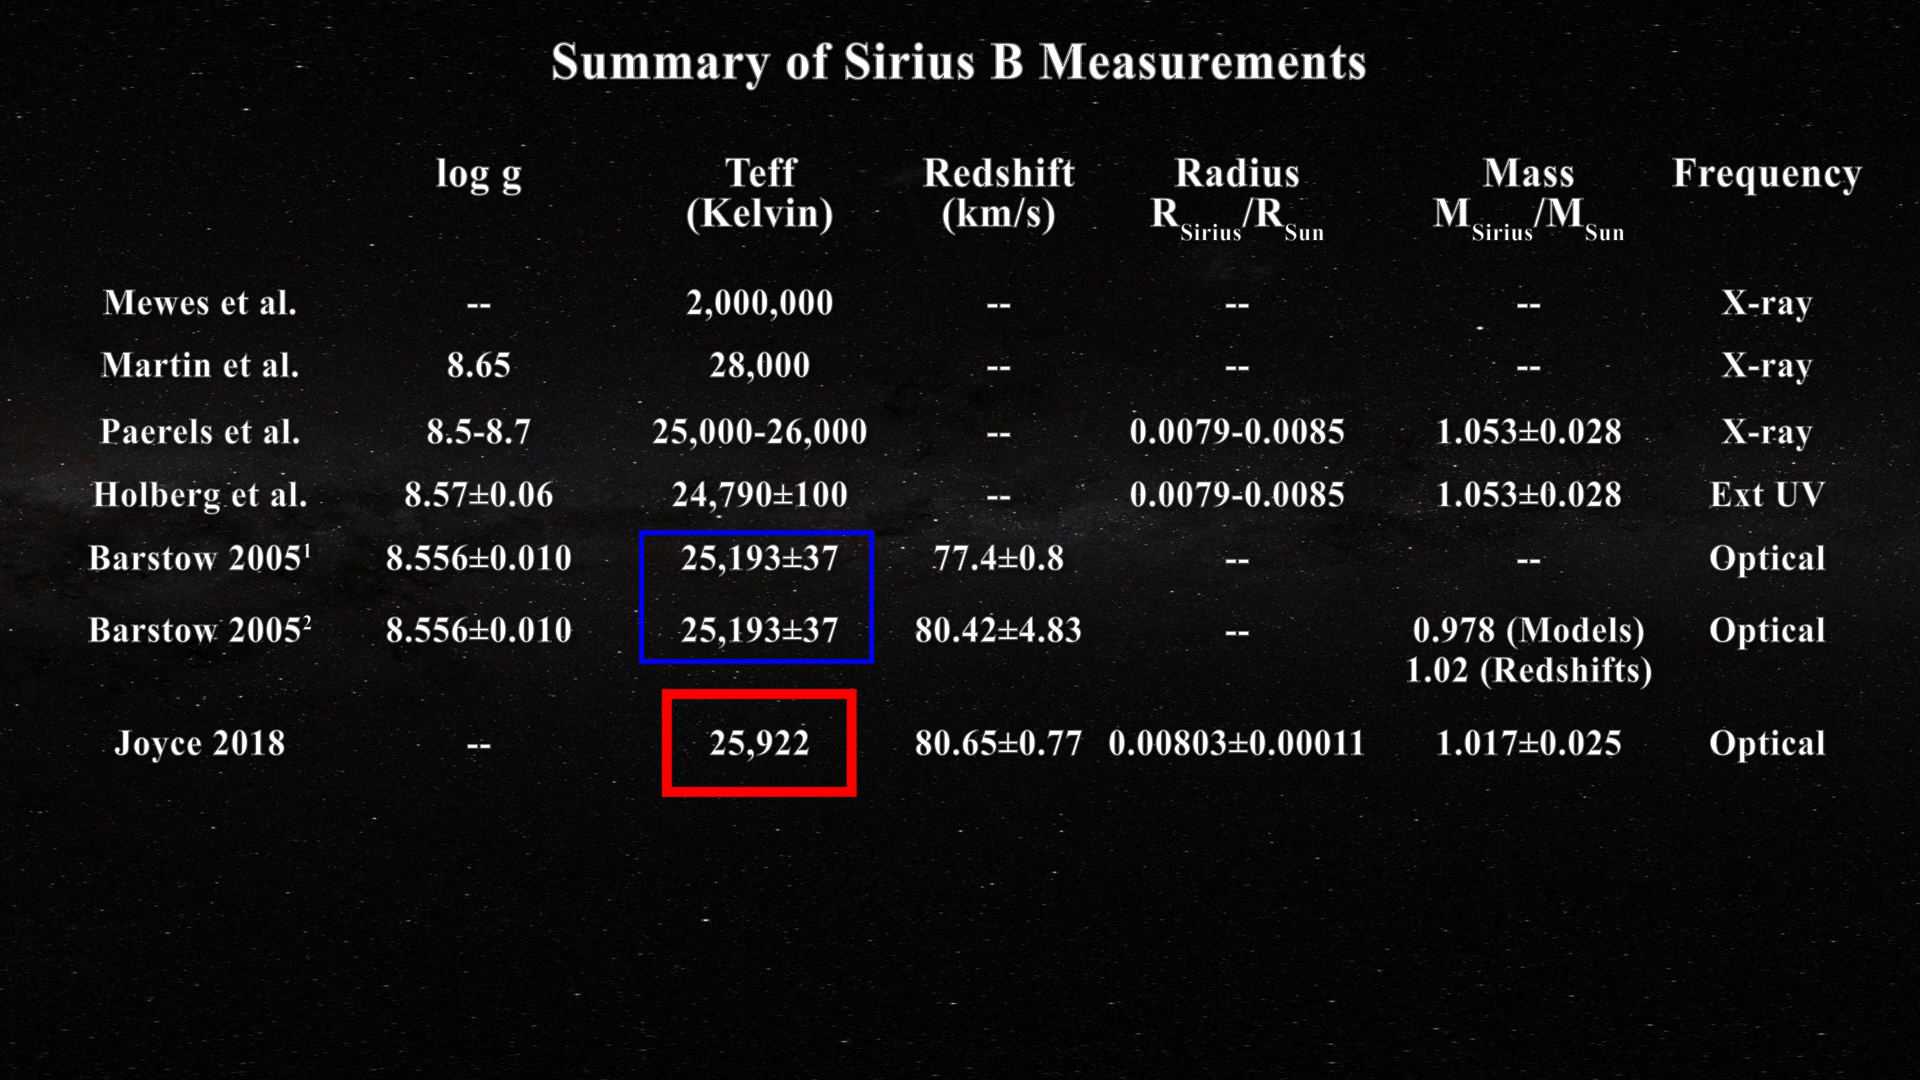 Summary of Sirius B Measurements
log g Teff (Kelvin) Redshift (km/s) Radius R_Sirius/R_Sun Mass M_Sirius/M_Sun Frequency
Mewes et al. -- 2,000,000 -- -- -- X-ray
Martin et al. 8.65 28,000 -- -- -- X-ray
Paerels et al. 8.5-8.7 25,000-26,000 -- 0.0079-0.0085 1.053±0.028 X-ray
Holberg et al. 8.57±0.06 24,790±100 -- 0.0079-0.0085 1.053±0.028 Ext UV
Barstow 2005¹ 8.556±0.010 25,193±37 77.4±0.8 -- -- Optical
Barstow 2005² 8.556±0.010 25,193±37 80.42±4.83 -- 0.978 (Models) Optical
1.02 (Redshifts)
Joyce 2018 -- 25,922 80.65±0.77 0.00803±0.00011 1.017±0.025 Optical